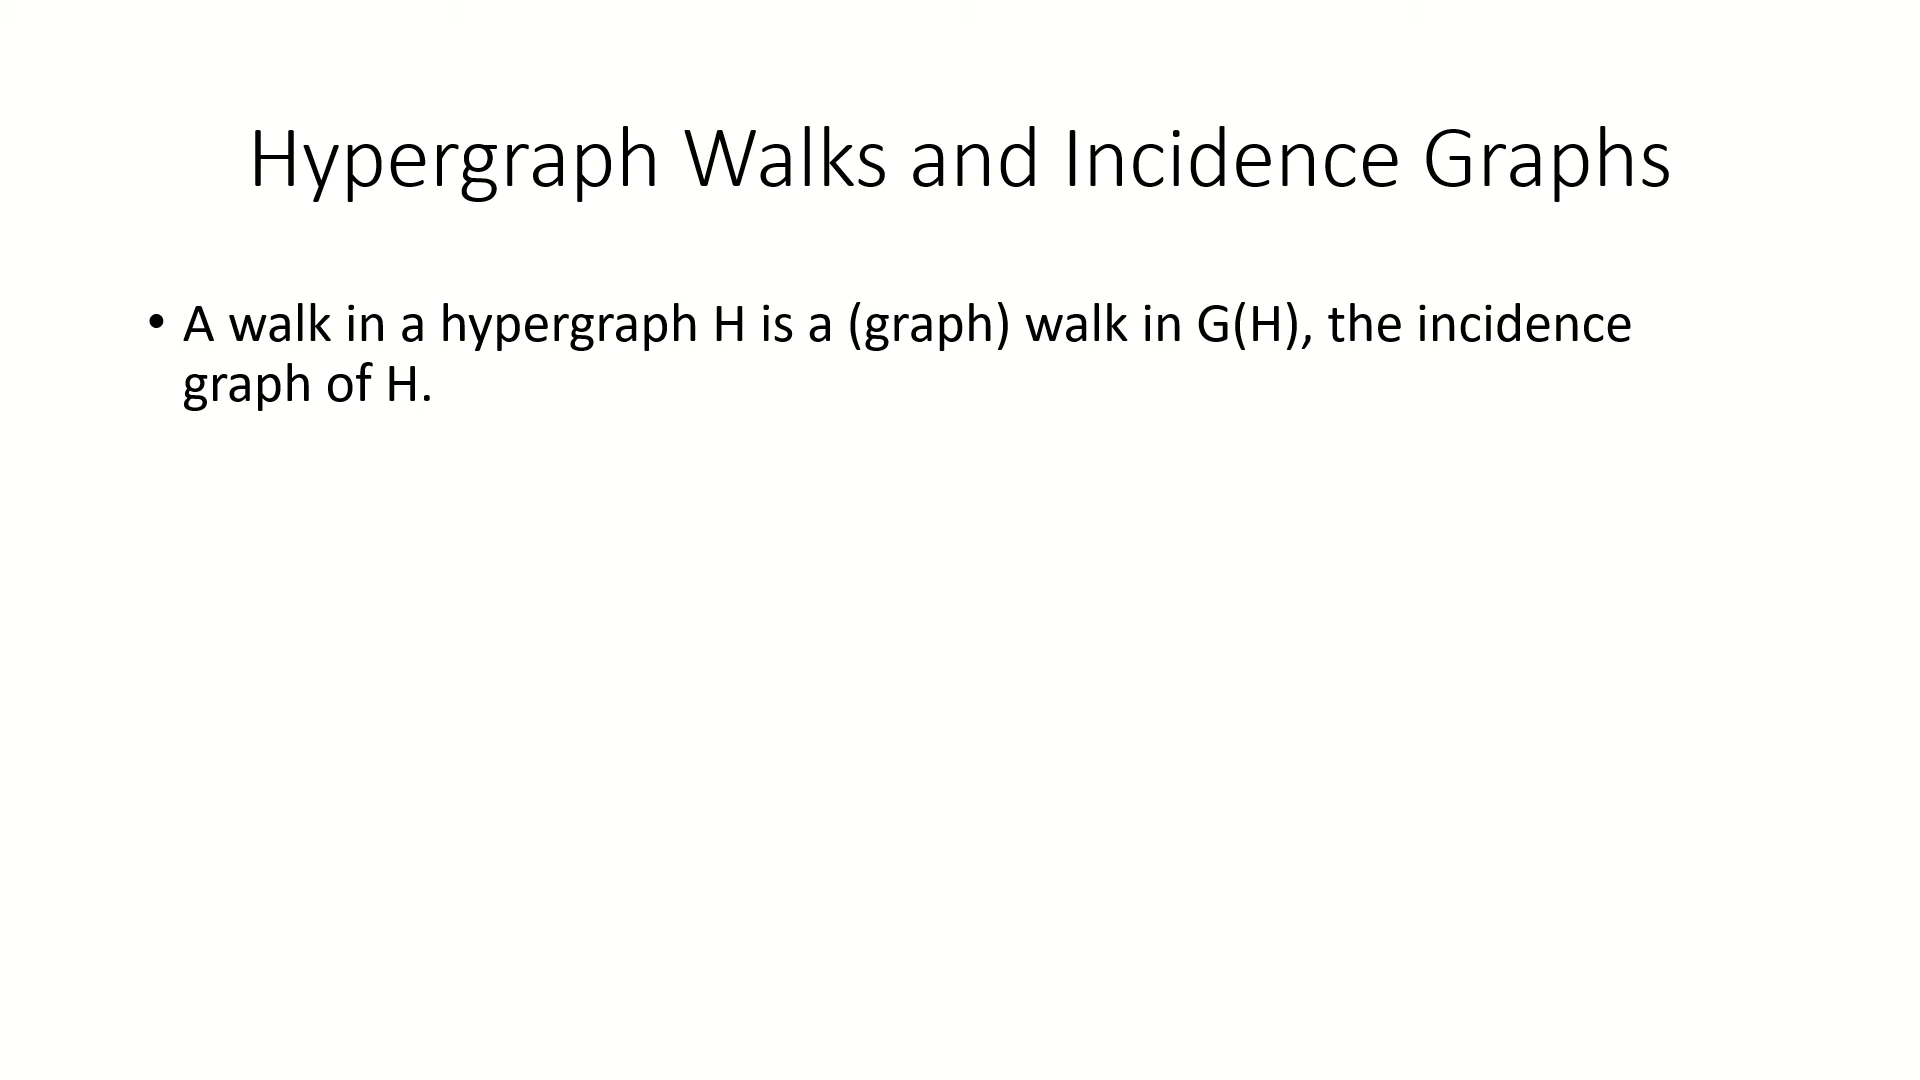 Hypergraph Walks and Incidence Graphs
• A walk in a hypergraph H is a (graph) walk in G(H), the incidence
graph of H.